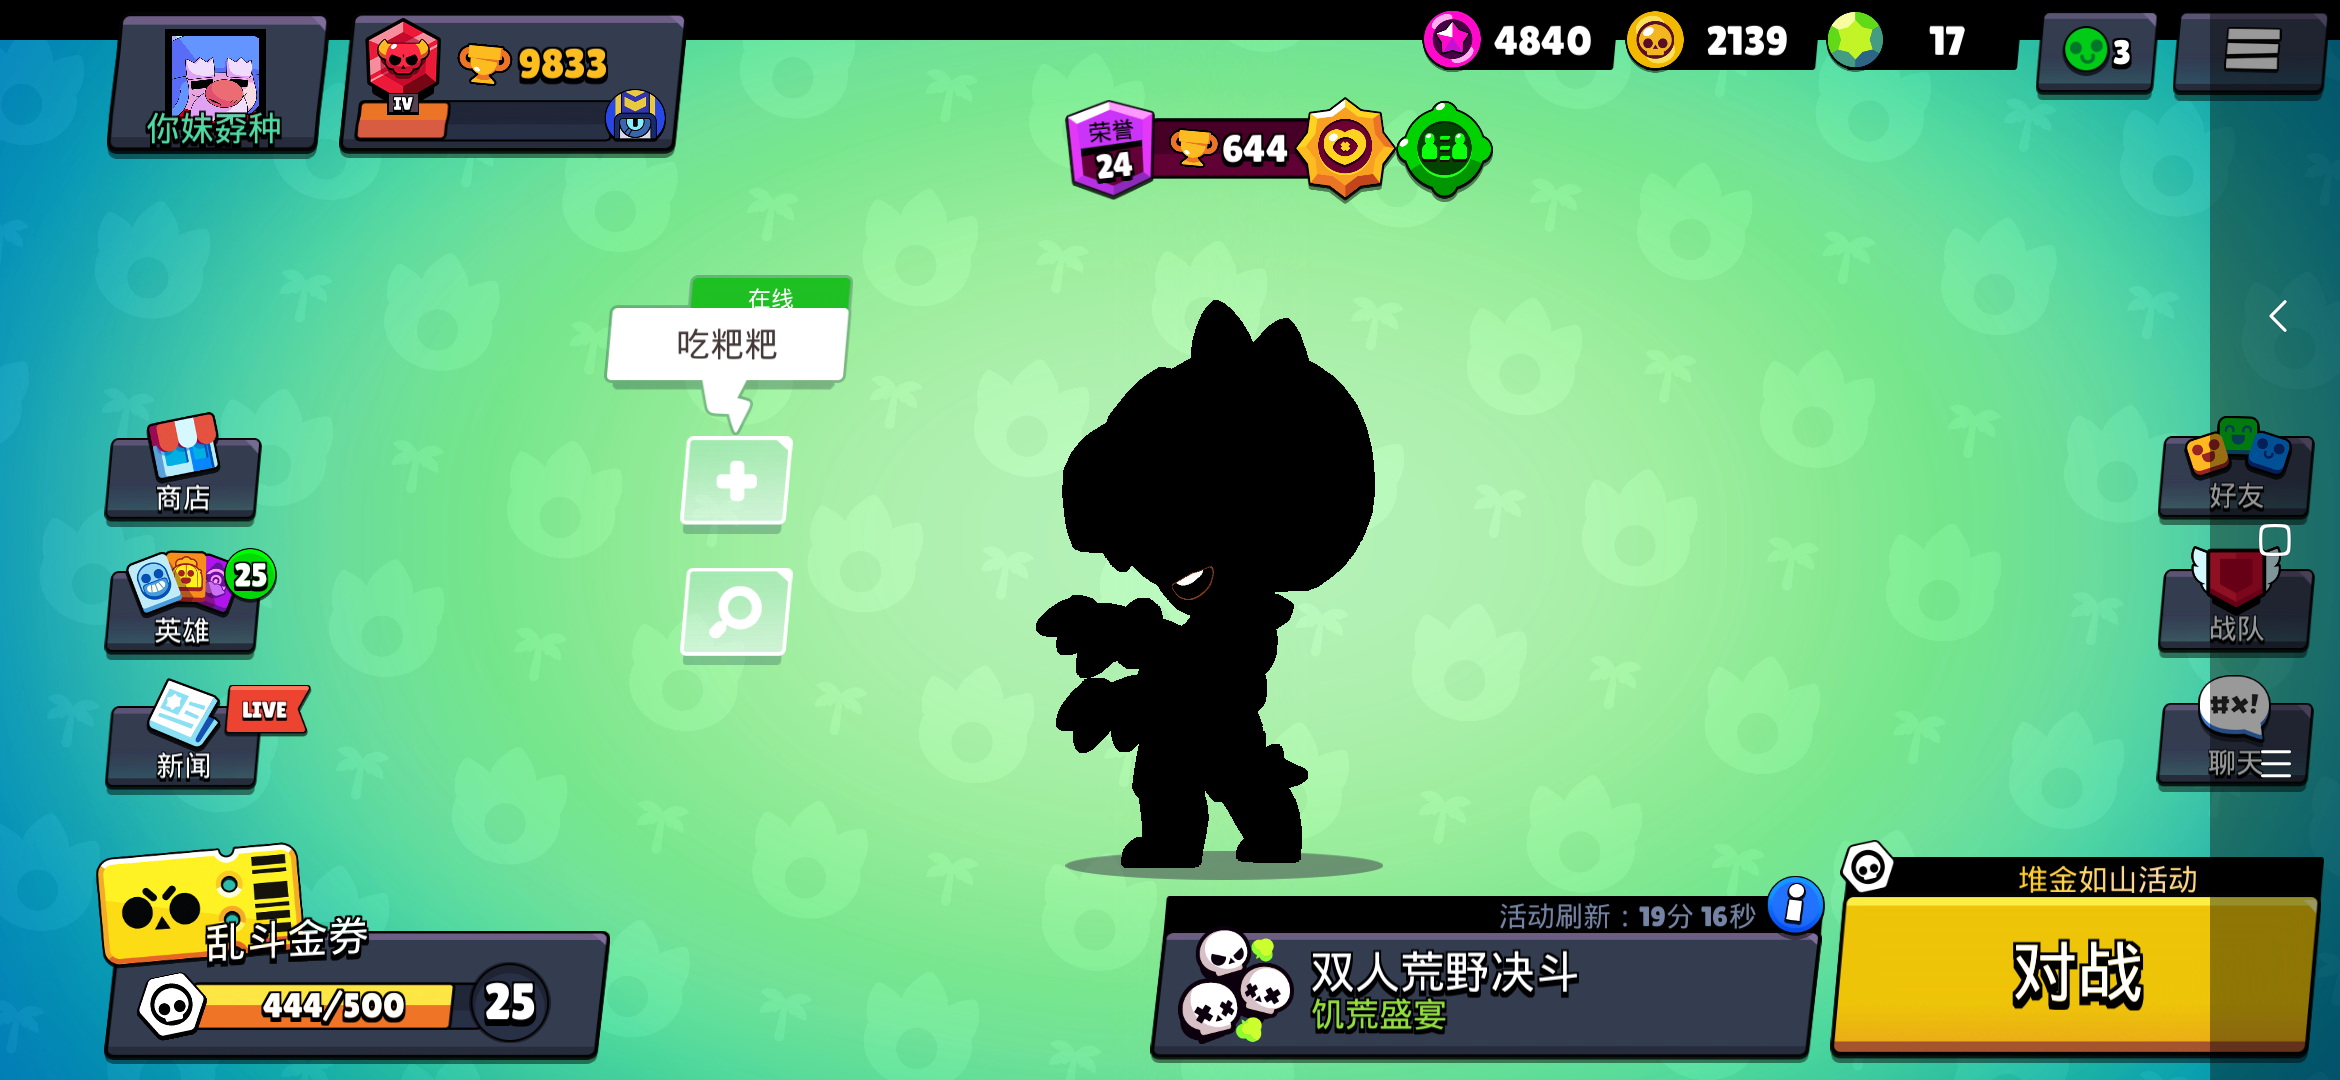 你妹孬种
IV
9833
4840
2139
17
3
荣誉
24
644
在线
吃粑粑
商店
25
英雄
LIVE
新闻
好友
战队
#x!
聊天
乱斗金券
444/500
25
活动刷新：19分 16秒
双人荒野决斗
饥荒盛宴
堆金如山活动
对战